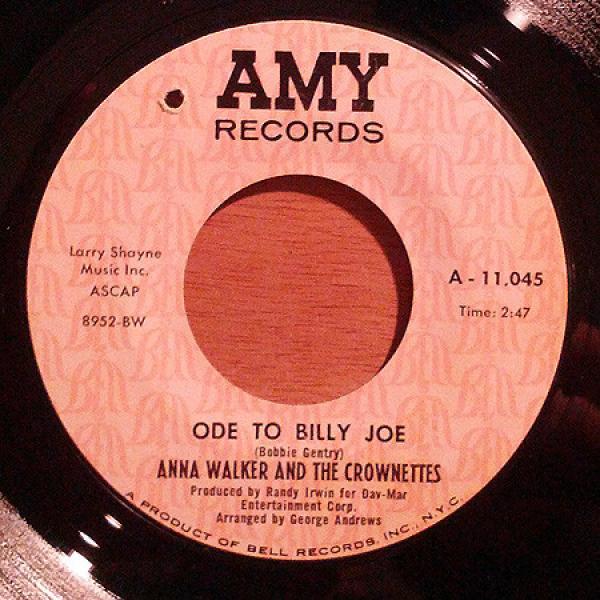 AMY
RECORDS
Larry Shayne
Music Inc.
ASCAP
8952-BW
A - 11,045
Time: 2:47
ODE TO BILLY JOE
(Bobbie Gentry)
ANNA WALKER AND THE CROWNETTES
Produced by Randy Irwin for Day-Mar
Entertainment Corp.
Arranged by George Andrews
A PRODUCT OF BELL RECORDS, INC., N.Y.C.